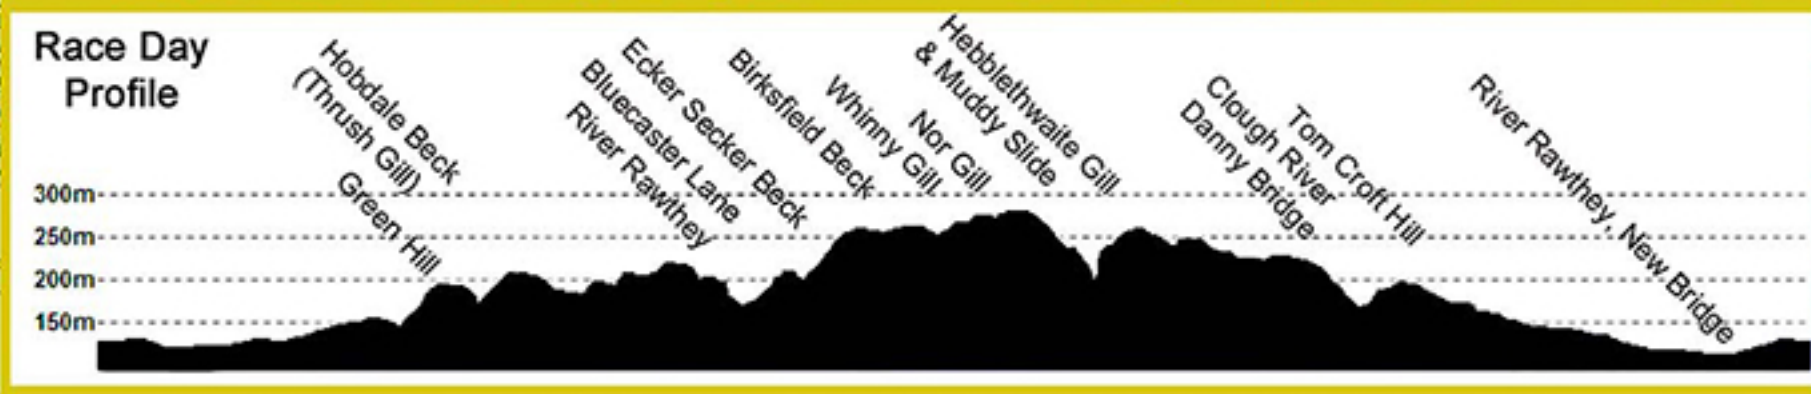 Race Day
Profile
Hobdale Beck
(Thrush Gill)
Green Hill
Ecker Secker Beck
Bluecaster Lane
River Rawthey
Birksfield Beck
Whinny Gill
Nor Gill
Hebblethwaite Gill
& Muddy Slide
Tom Croft Hill
Clough River
Danny Bridge
River Rawthey, New Bridge
300m
250m
200m
150m